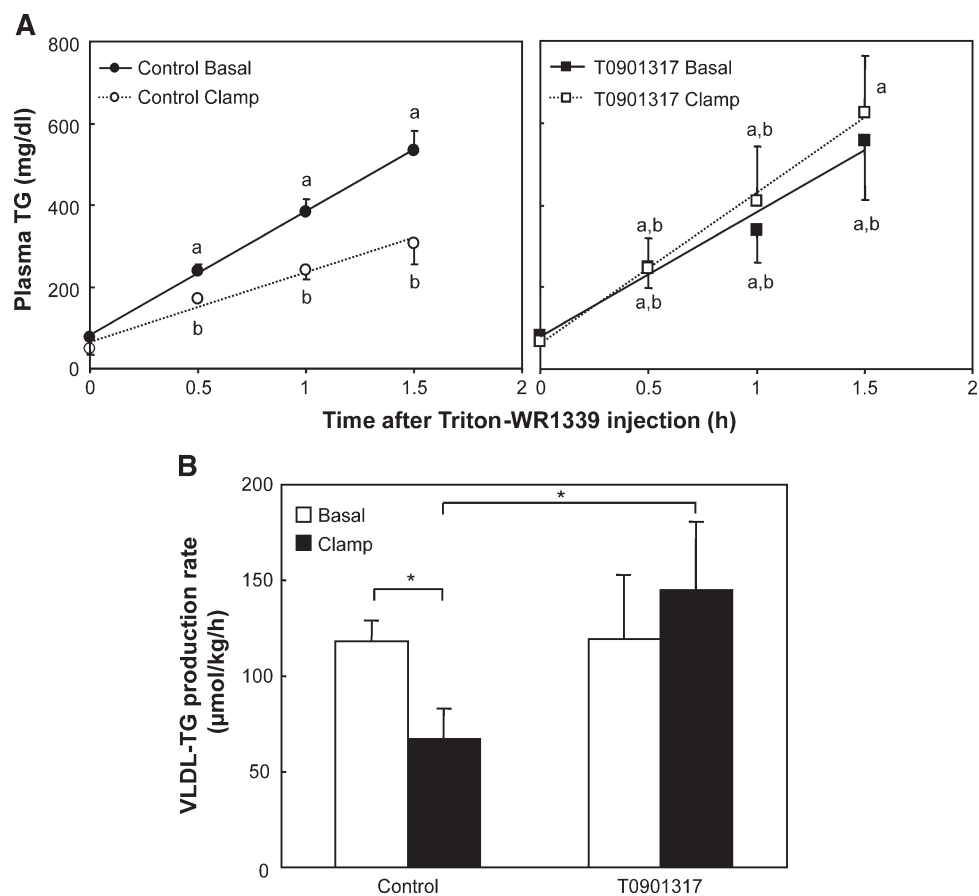 A
Plasma TG (mg/dl)
800
600
400
200
0
Control Basal
Control Clamp
a
a
a
b
b
b
0 0.5 1 1.5 2
T0901317 Basal
T0901317 Clamp
a
a,b
a,b
a,b
a,b
a,b
0 0.5 1 1.5 2
Time after Triton-WR1339 injection (h)
B
VLDL-TG production rate
(µmol/kg/h)
200
150
100
50
0
Basal
Clamp
*
*
Control T0901317